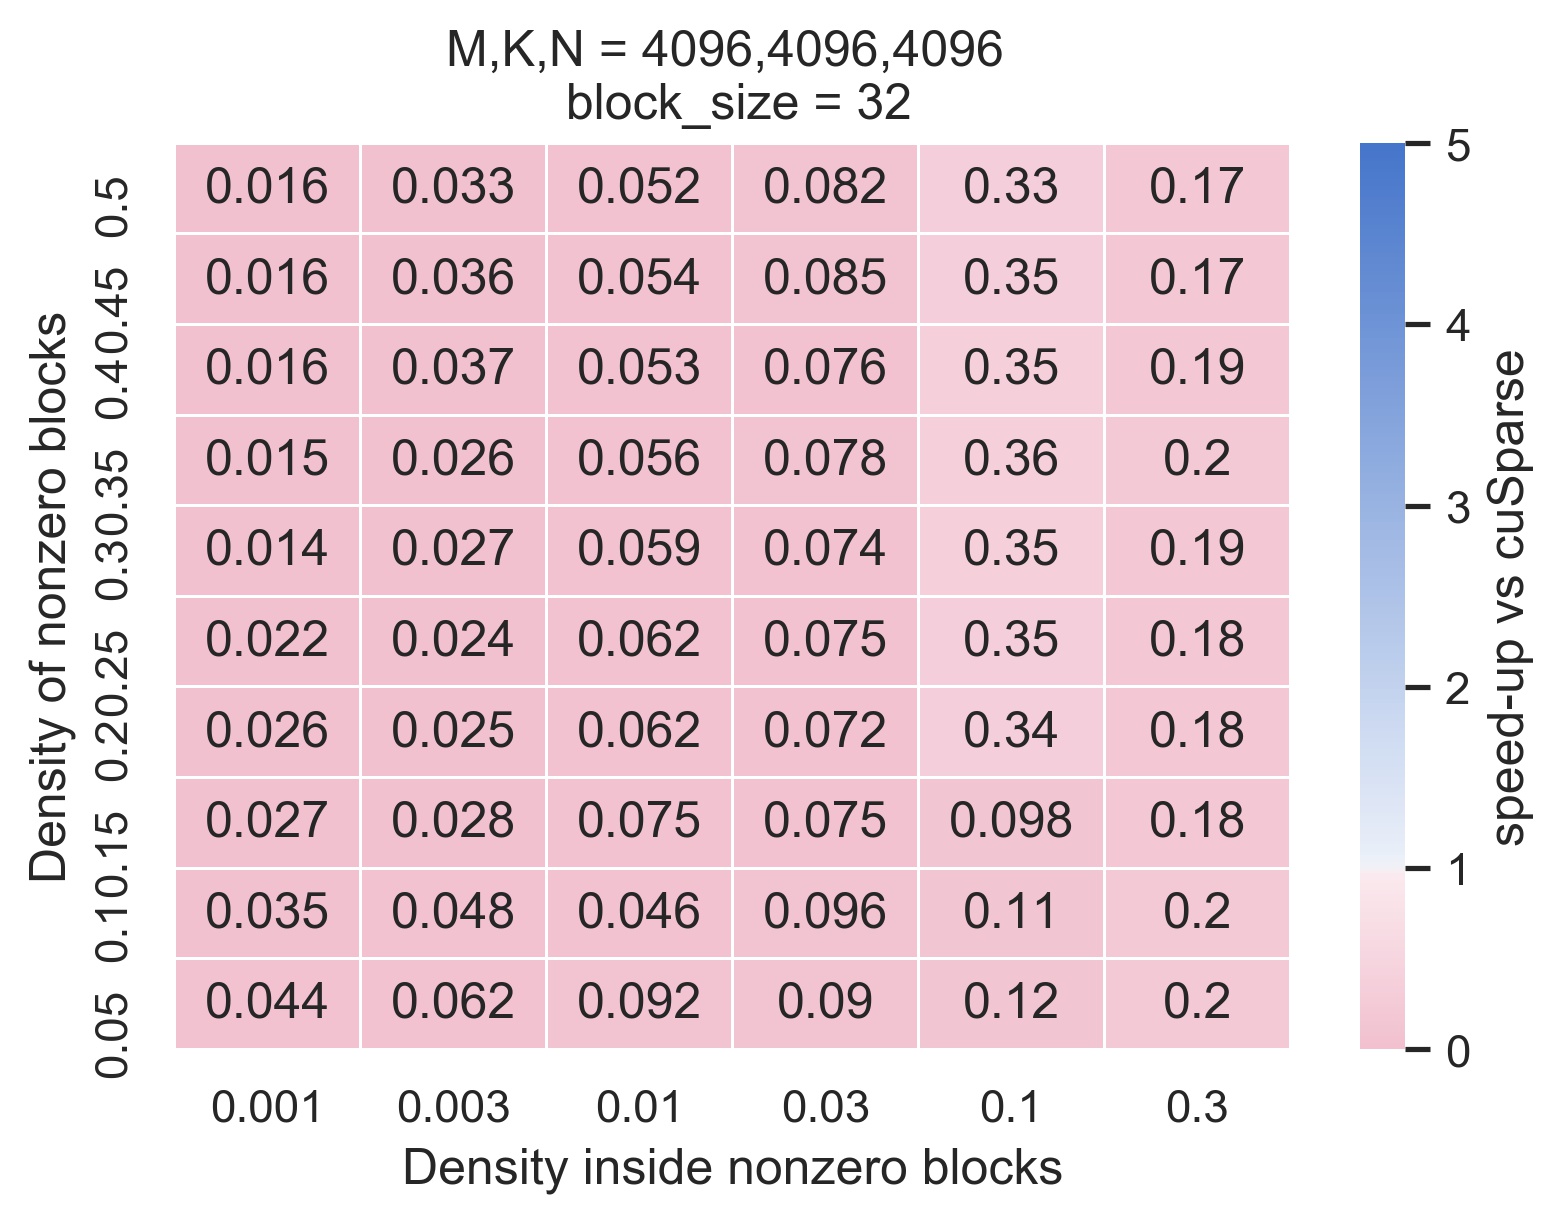 M,K,N = 4096,4096,4096
block_size = 32
Density of nonzero blocks
0.5 0.016 0.033 0.052 0.082 0.33 0.17
0.45 0.016 0.036 0.054 0.085 0.35 0.17
0.4 0.016 0.037 0.053 0.076 0.35 0.19
0.35 0.015 0.026 0.056 0.078 0.36 0.2
0.3 0.014 0.027 0.059 0.074 0.35 0.19
0.25 0.022 0.024 0.062 0.075 0.35 0.18
0.2 0.026 0.025 0.062 0.072 0.34 0.18
0.15 0.027 0.028 0.075 0.075 0.098 0.18
0.1 0.035 0.048 0.046 0.096 0.11 0.2
0.05 0.044 0.062 0.092 0.09 0.12 0.2
0.001 0.003 0.01 0.03 0.1 0.3
Density inside nonzero blocks
5
4
3
2
1
0
speed-up vs cuSparse